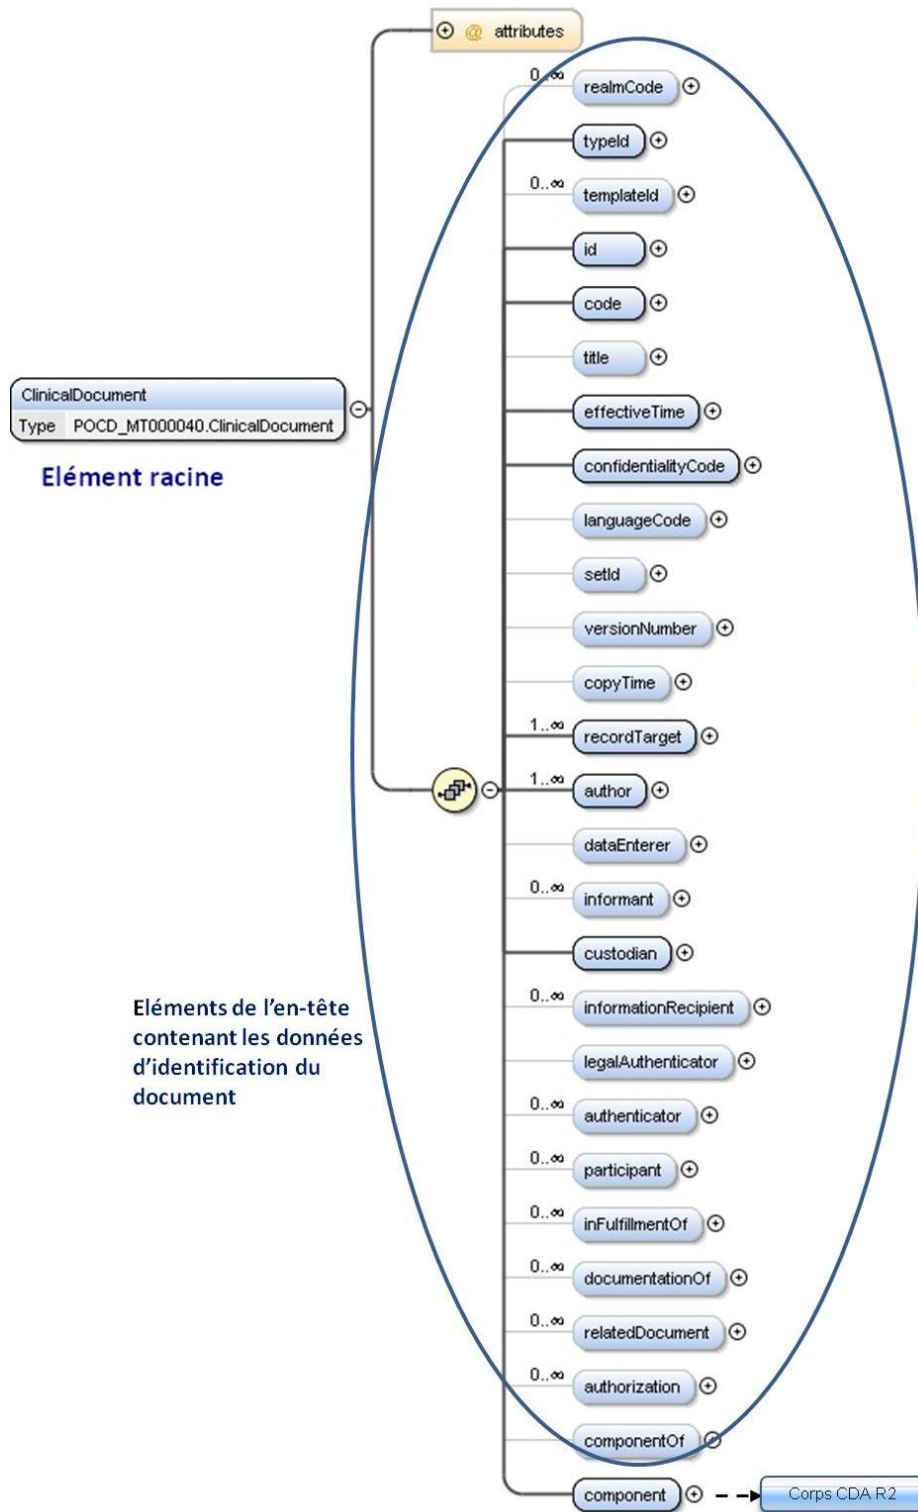 @ attributes
0..∞
realmCode
typeId
0..∞
templateId
id
code
title
ClinicalDocument
Type POCD_MT000040.ClinicalDocument
effectiveTime
confidentialityCode
Elément racine
languageCode
setId
versionNumber
copyTime
1..∞
recordTarget
1..∞
author
dataEnterer
0..∞
informant
custodian
Eléments de l'en-tête
contenant les données
d'identification du
document
0..∞
informationRecipient
legalAuthenticator
0..∞
authenticator
0..∞
participant
0..∞
inFulfillmentOf
0..∞
documentationOf
0..∞
relatedDocument
0..∞
authorization
componentOf
component
Corps CDA R2